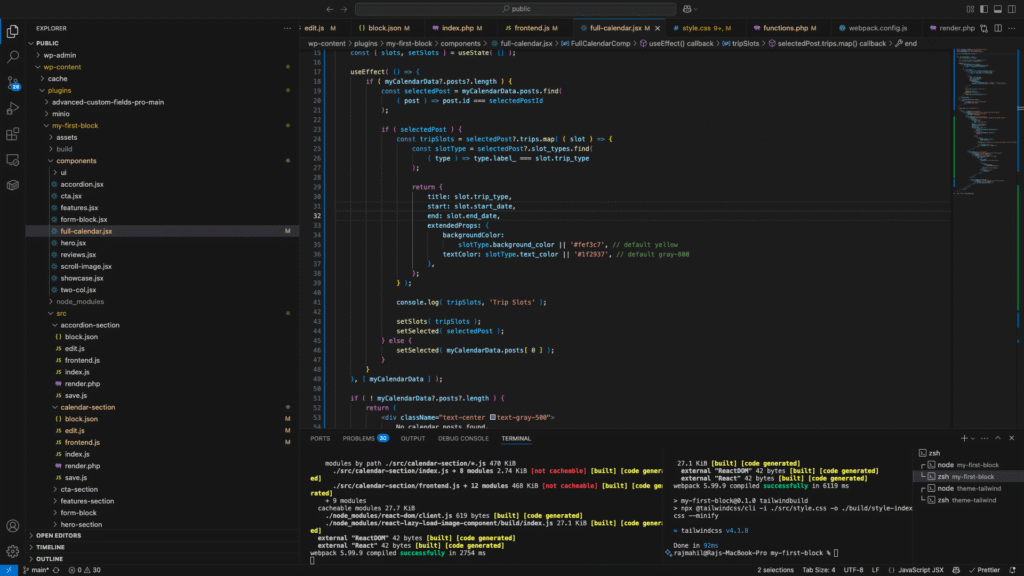 public
EXPLORER
PUBLIC
wp-admin
wp-content
cache
plugins
advanced-custom-fields-pro-main
minio
my-first-block
assets
build
components
ui
accordion.jsx
cta.jsx
features.jsx
form-block.jsx
full-calendar.jsx M
hero.jsx
reviews.jsx
scroll-image.jsx
showcase.jsx
two-col.jsx
node_modules
src
accordion-section
block.json
edit.js
frontend.js
index.js
render.php
save.js
calendar-section
block.json M
edit.js M
frontend.js M
index.js
render.php
save.js
cta-section
features-section
form-block
hero-section
OPEN EDITORS
TIMELINE
OUTLINE
edit.js M block.json M index.php M frontend.js M full-calendar.jsx M style.css 9+, M functions.php M webpack.config.js render.php
wp-content > plugins > my-first-block > components > full-calendar.jsx > FullCalendarComp > useEffect() callback > tripSlots > selectedPost.trips.map() callback > end
15 const [ slots, setSlots ] = useState( [] );
16
17 useEffect( () => {
18 if ( myCalendarData?.posts?.length ) {
19 const selectedPost = myCalendarData.posts.find(
20 ( post ) => post.id === selectedPostId
21 );
22
23 if ( selectedPost ) {
24 const tripSlots = selectedPost?.trips.map( ( slot ) => {
25 const slotType = selectedPost?.slot_types.find(
26 ( type ) => type.label_ === slot.trip_type
27 );
28
29 return {
30 title: slot.trip_type,
31 start: slot.start_date,
32 end: slot.end_date,
33 extendedProps: {
34 backgroundColor:
35 slotType.background_color || '#fef3c7', // default yellow
36 textColor: slotType.text_color || '#1f2937', // default gray-800
37 },
38 };
39 } );
40
41 console.log( tripSlots, 'Trip Slots' );
42
43 setSlots( tripSlots );
44 setSelected( selectedPost );
45 } else {
46 setSelected( myCalendarData.posts[ 0 ] );
47 }
48 }
49 }, [ myCalendarData ] );
50
51 if ( ! myCalendarData?.posts?.length ) {
52 return (
53 <div className="text-center text-gray-500">
54 No calendar posts found.
PORTS PROBLEMS 30 OUTPUT DEBUG CONSOLE TERMINAL
modules by path ./src/calendar-section/*.js 470 KiB
./src/calendar-section/index.js + 8 modules 2.74 KiB [not cacheable] [built] [code generat
ed]
./src/calendar-section/frontend.js + 12 modules 468 KiB [not cacheable] [built] [code gene
rated]
+ 9 modules
cacheable modules 27.7 KiB
./node_modules/react-dom/client.js 619 bytes [built] [code generated]
./node_modules/react-lazy-load-image-component/build/index.js 27.1 KiB [built] [code gener
ed]
external "ReactDOM" 42 bytes [built] [code generated]
external "React" 42 bytes [built] [code generated]
webpack 5.99.9 compiled successfully in 2754 ms
27.1 KiB [built] [code generated]
external "ReactDOM" 42 bytes [built] [code generated]
external "React" 42 bytes [built] [code generated]
webpack 5.99.9 compiled successfully in 6119 ms
> my-first-block@0.1.0 tailwindbuild
> npx @tailwindcss/cli -i ./src/style.css -o ./build/style-index
css --minify
≈ tailwindcss v4.1.8
Done in 92ms
rajmahil@Rajs-MacBook-Pro my-first-block %
zsh
node my-first-block
zsh my-first-block
node theme-tailwind
zsh theme-tailwind
main* 0 30 2 selections Tab Size: 4 UTF-8 LF {} JavaScript JSX Prettier